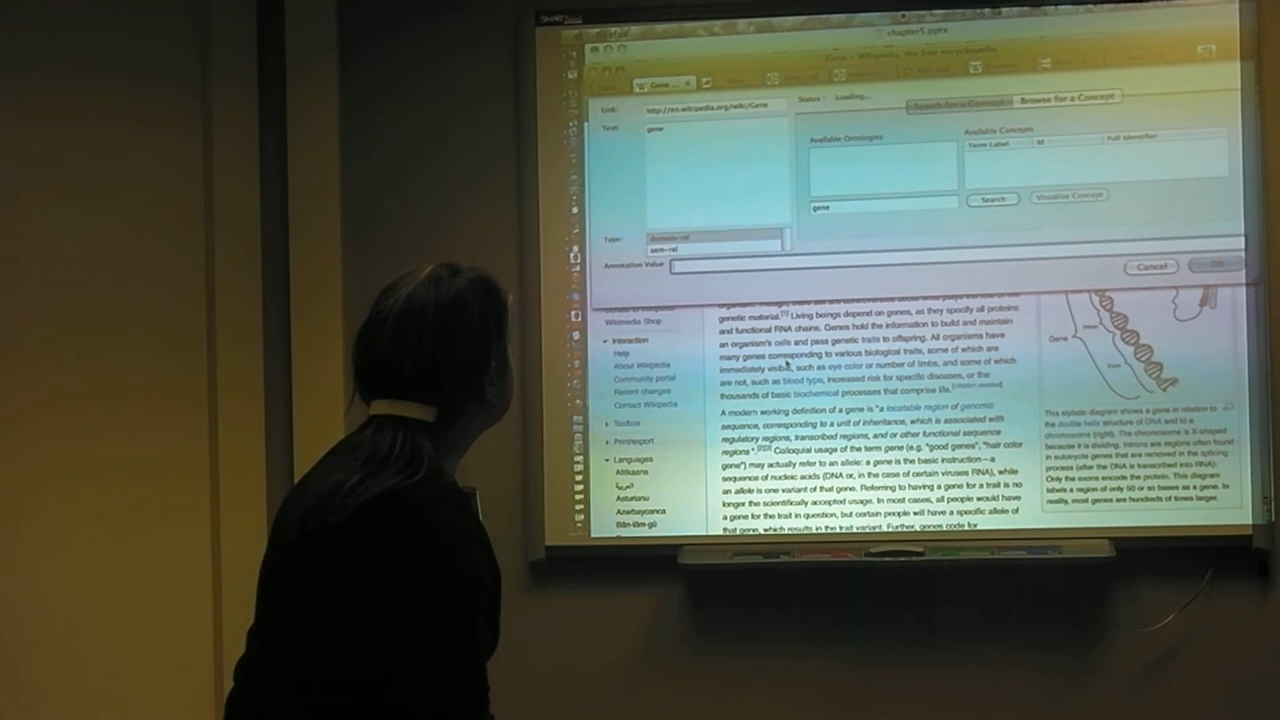 SMART
chapter5.pptx
Gene - Wikipedia, the free encyclopedia
Gene ...
Link:
http://en.wikipedia.org/wiki/Gene
Status:
Loading...
Search for a Concept
Browse for a Concept
Text:
gene
Available Ontologies
Available Concepts
Term Label
Id
Full Identifier
gene
Search
Visualize Concept
Type:
domain-rel
sem-rel
Annotation Value
Cancel
OK
Wikimedia Shop
Interaction
Help
About Wikipedia
Community portal
Recent changes
Contact Wikipedia
Toolbox
Print/export
Languages
Afrikaans
العربية
Asturianu
Azərbaycanca
Bân-lâm-gú
genetic material.[1] Living beings depend on genes, as they specify all proteins
and functional RNA chains. Genes hold the information to build and maintain
an organism's cells and pass genetic traits to offspring. All organisms have
many genes corresponding to various biological traits, some of which are
immediately visible, such as eye color or number of limbs, and some of which
are not, such as blood type, increased risk for specific diseases, or the
thousands of basic biochemical processes that comprise life.[citation needed]
A modern working definition of a gene is "a locatable region of genomic
sequence, corresponding to a unit of inheritance, which is associated with
regulatory regions, transcribed regions, and or other functional sequence
regions ".[2][3] Colloquial usage of the term gene (e.g. "good genes", "hair color
gene") may actually refer to an allele: a gene is the basic instruction—a
sequence of nucleic acids (DNA or, in the case of certain viruses RNA), while
an allele is one variant of that gene. Referring to having a gene for a trait is no
longer the scientifically accepted usage. In most cases, all people would have
a gene for the trait in question, but certain people will have a specific allele of
that gene, which results in the trait variant. Further, genes code for
Gene
Intron
Exon
This stylistic diagram shows a gene in relation to
the double helix structure of DNA and to a
chromosome (right). The chromosome is X-shaped
because it is dividing. Introns are regions often found
in eukaryote genes that are removed in the splicing
process (after the DNA is transcribed into RNA):
Only the exons encode the protein. This diagram
labels a region of only 50 or so bases as a gene. In
reality, most genes are hundreds of times larger.